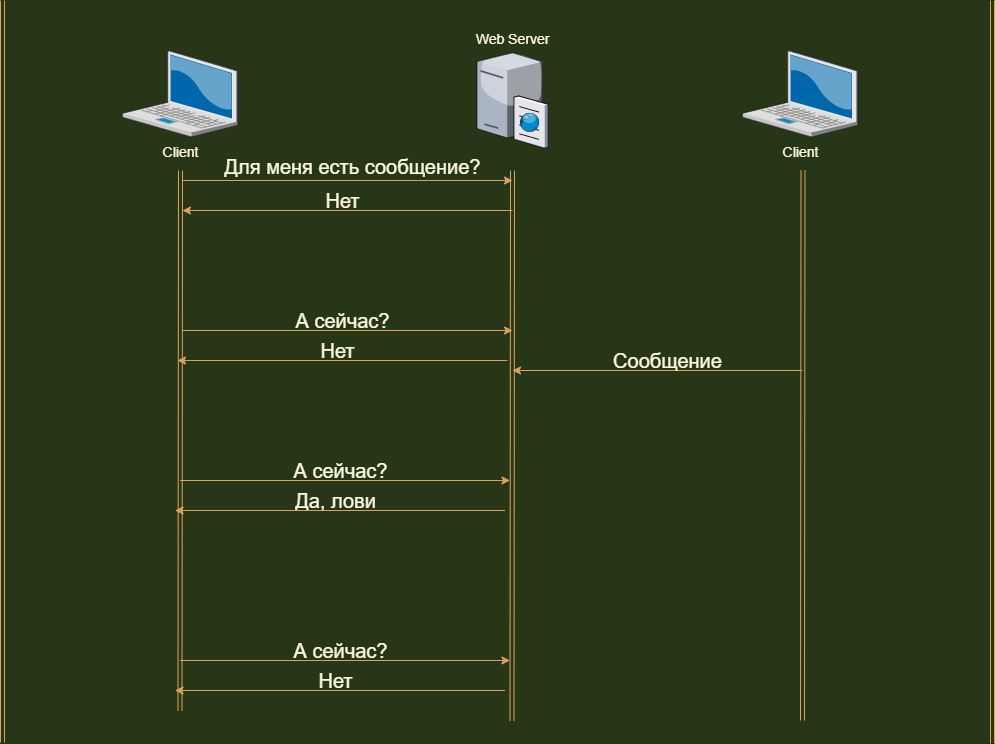 Web Server
Client
Client
Для меня есть сообщение?
Нет
А сейчас?
Нет
Сообщение
А сейчас?
Да, лови
А сейчас?
Нет